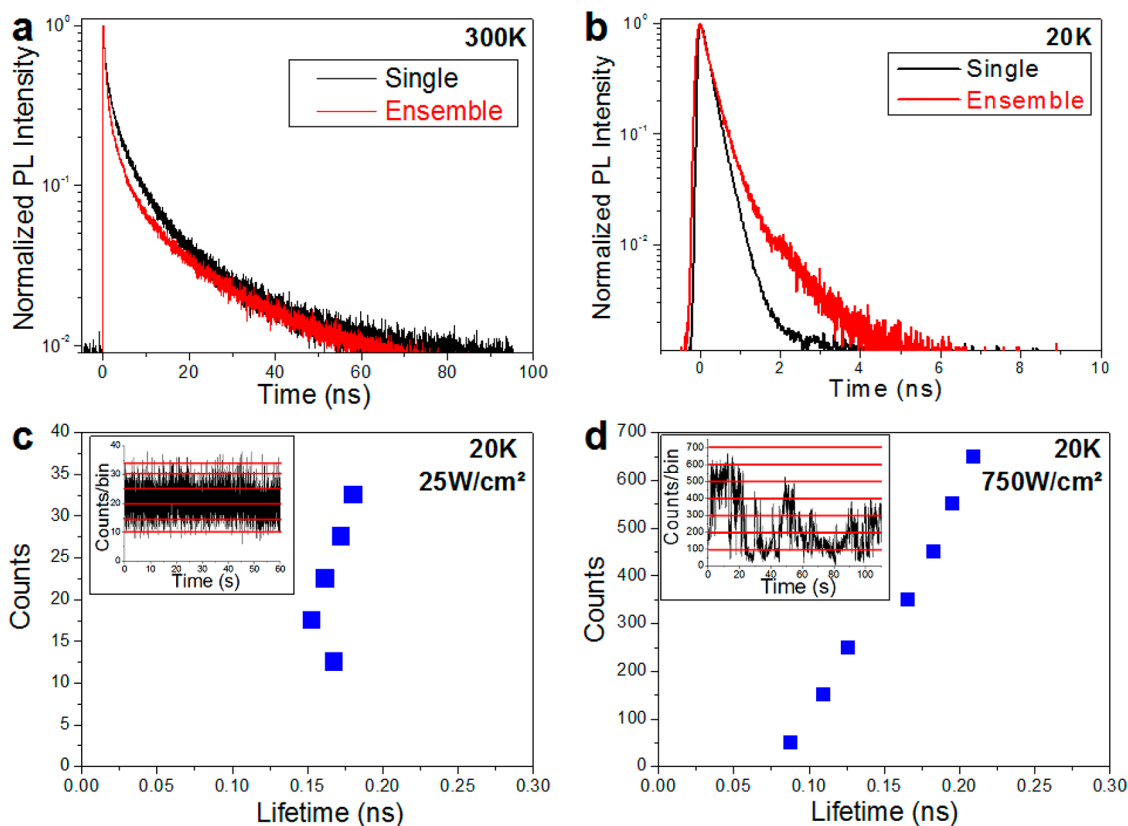 a
300K
Single
Ensemble
Normalized PL Intensity
10⁰
10⁻¹
10⁻²
0 20 40 60 80 100
Time (ns)
b
20K
Single
Ensemble
Normalized PL Intensity
10⁰
10⁻¹
10⁻²
0 2 4 6 8 10
Time (ns)
c
20K
25W/cm²
Counts
40
35
30
25
20
15
10
5
0
0.00 0.05 0.10 0.15 0.20 0.25 0.30
Lifetime (ns)
Counts/bin
40
30
20
10
0
0 10 20 30 40 50 60
Time (s)
d
20K
750W/cm²
Counts
700
600
500
400
300
200
100
0
0.00 0.05 0.10 0.15 0.20 0.25 0.30
Lifetime (ns)
Counts/bin
700
600
500
400
300
200
100
0
0 20 40 60 80 100
Time (s)